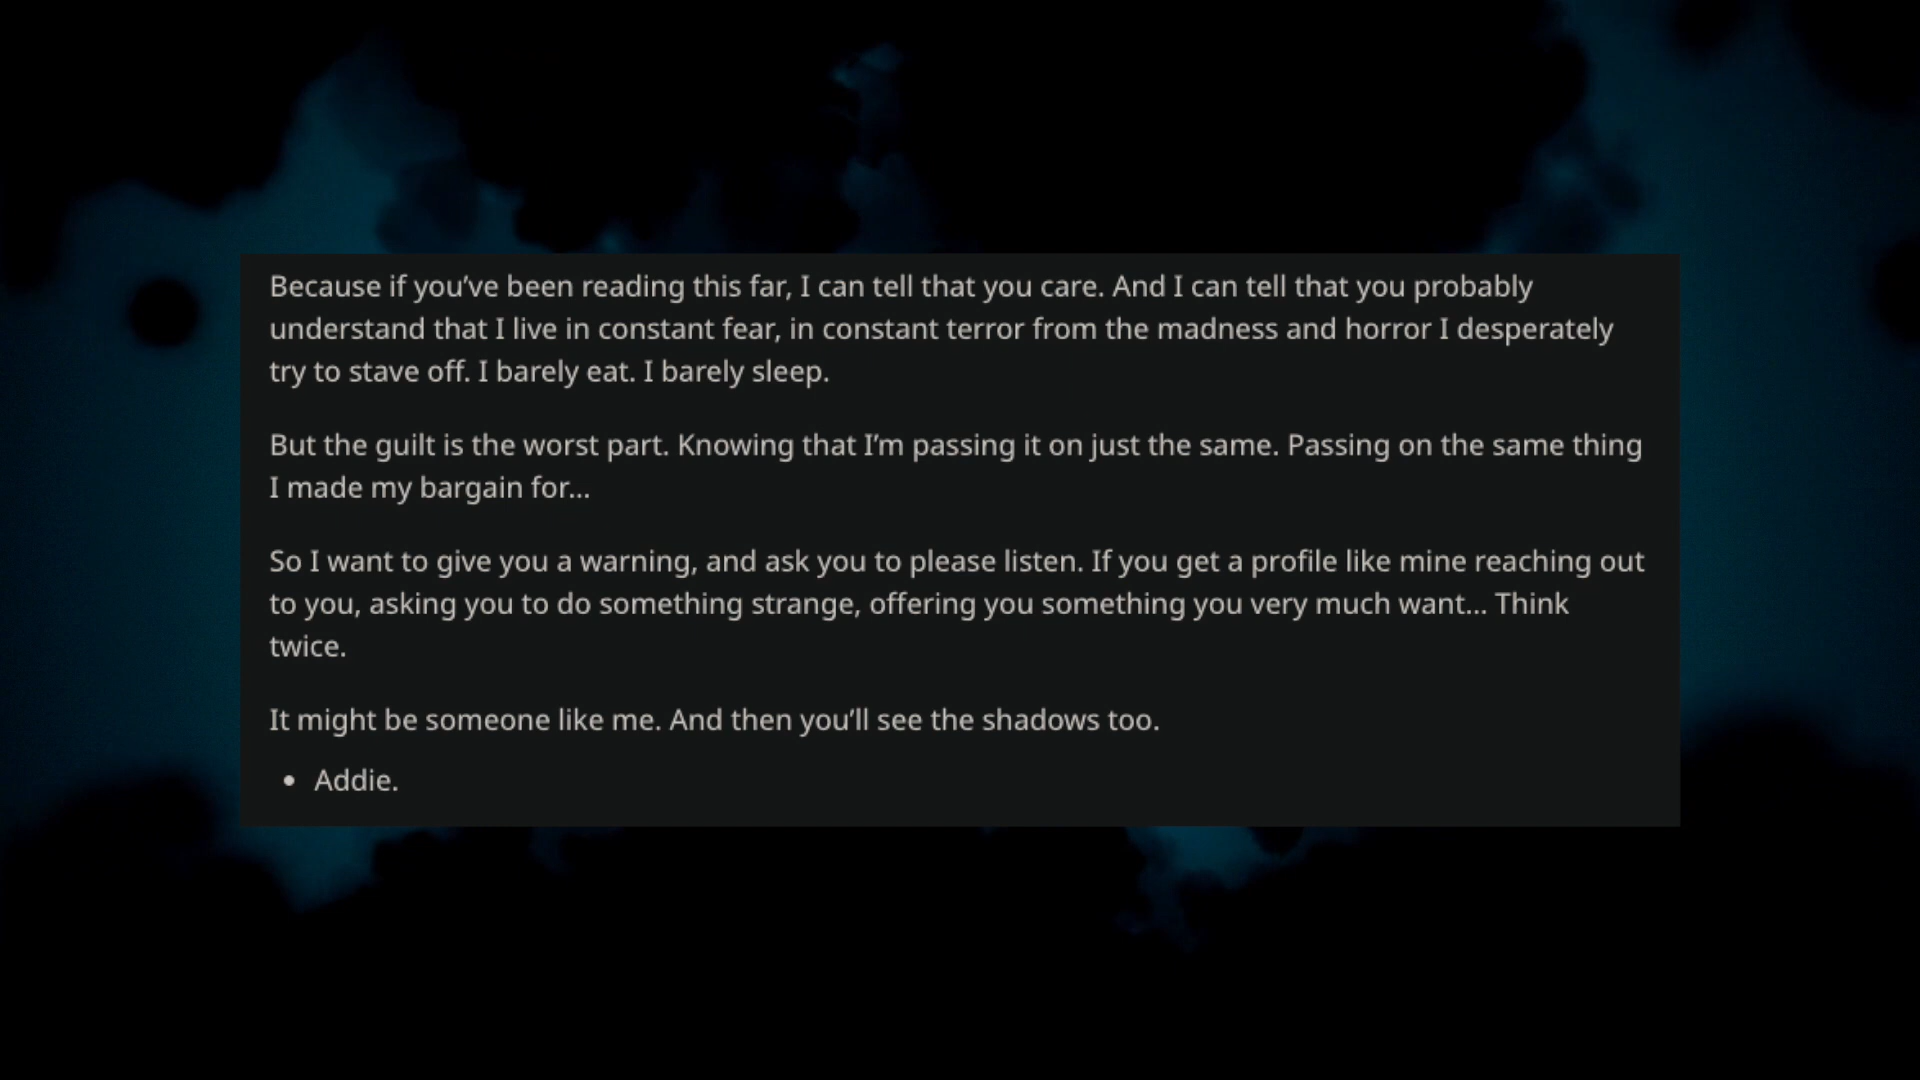 Because if you’ve been reading this far, I can tell that you care. And I can tell that you probably
understand that I live in constant fear, in constant terror from the madness and horror I desperately
try to stave off. I barely eat. I barely sleep.
But the guilt is the worst part. Knowing that I’m passing it on just the same. Passing on the same thing
I made my bargain for...
So I want to give you a warning, and ask you to please listen. If you get a profile like mine reaching out
to you, asking you to do something strange, offering you something you very much want... Think
twice.
It might be someone like me. And then you’ll see the shadows too.
• Addie.